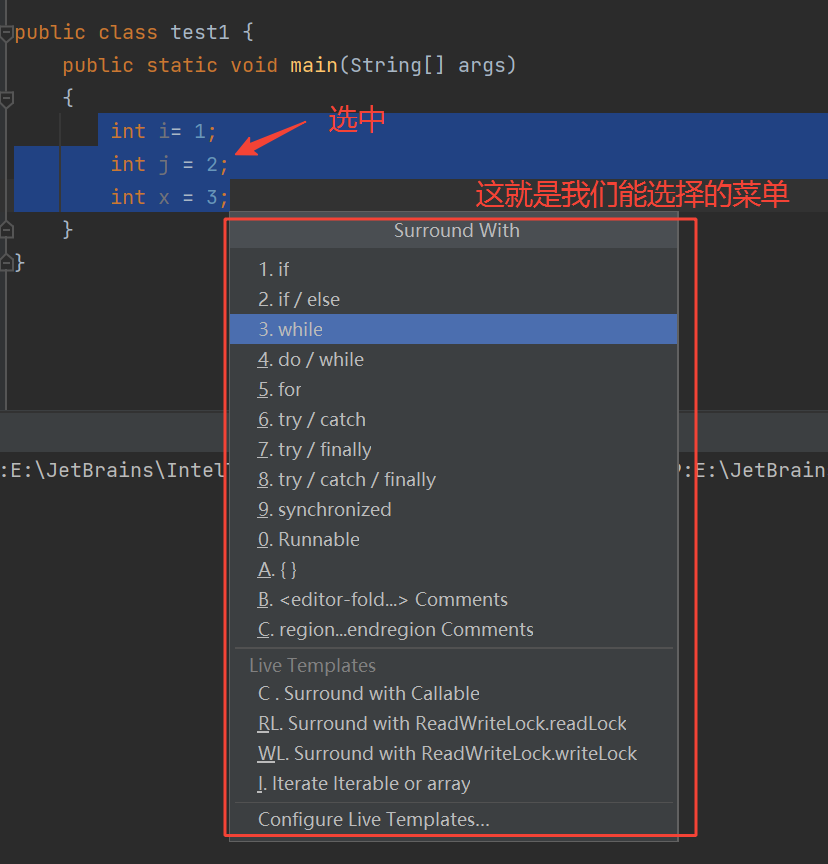 public class test1 {
public static void main(String[] args)
{
int i= 1;
选中
int j = 2;
int x = 3;
这就是我们能选择的菜单
}
Surround With
}
1. if
2. if / else
3. while
4. do / while
5. for
6. try / catch
7. try / finally
:E:\JetBrains\Intel
:E:\JetBrain
8. try / catch / finally
9. synchronized
0. Runnable
A. { }
B. <editor-fold...> Comments
C. region...endregion Comments
Live Templates
C . Surround with Callable
RL. Surround with ReadWriteLock.readLock
WL. Surround with ReadWriteLock.writeLock
I. Iterate Iterable or array
Configure Live Templates...